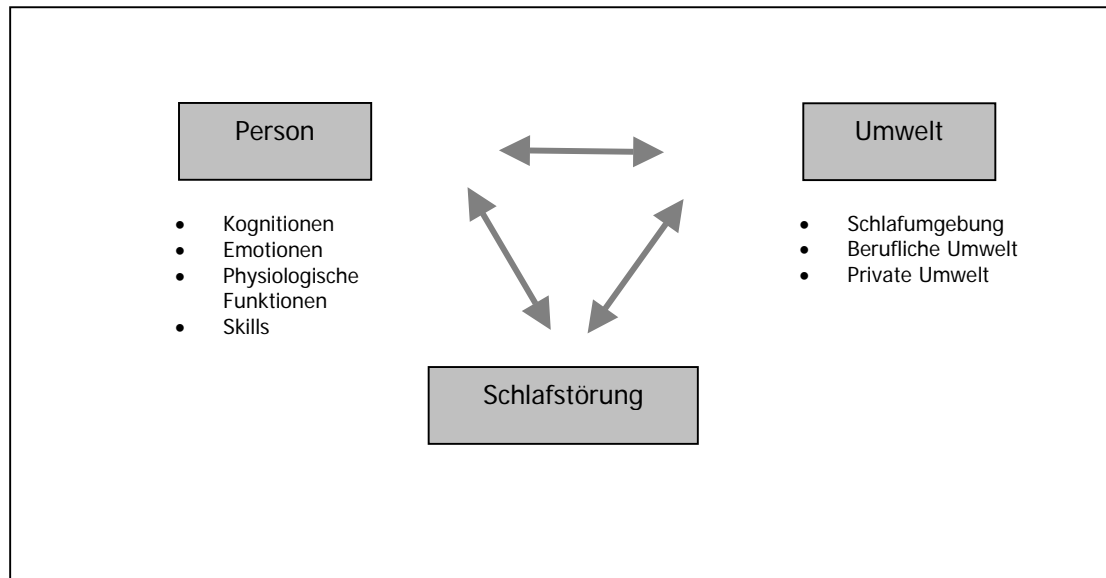 Person
Umwelt
• Kognitionen
• Emotionen
• Physiologische
Funktionen
• Skills
• Schlafumgebung
• Berufliche Umwelt
• Private Umwelt
Schlafstörung